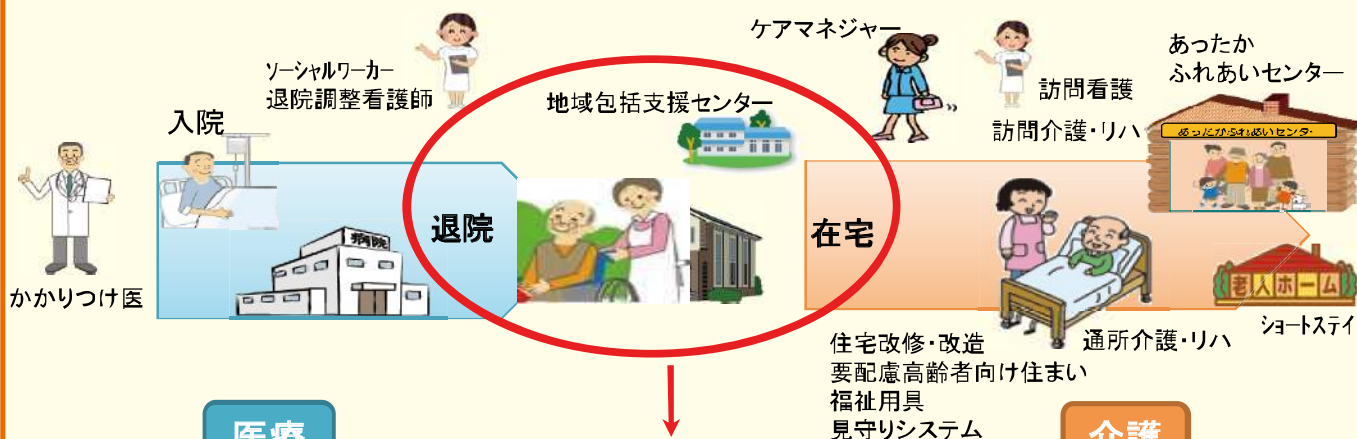 ケアマネジャー
あったか
ふれあいセンター
ソーシャルワーカー
退院調整看護師
地域包括支援センター
訪問看護
訪問介護・リハ
入院
あったかふれあいセンター
病院
退院
在宅
かかりつけ医
老人ホーム
ショートステイ
通所介護・リハ
住宅改修・改造
要配慮高齢者向け住まい
福祉用具
見守りシステム
医療
介護